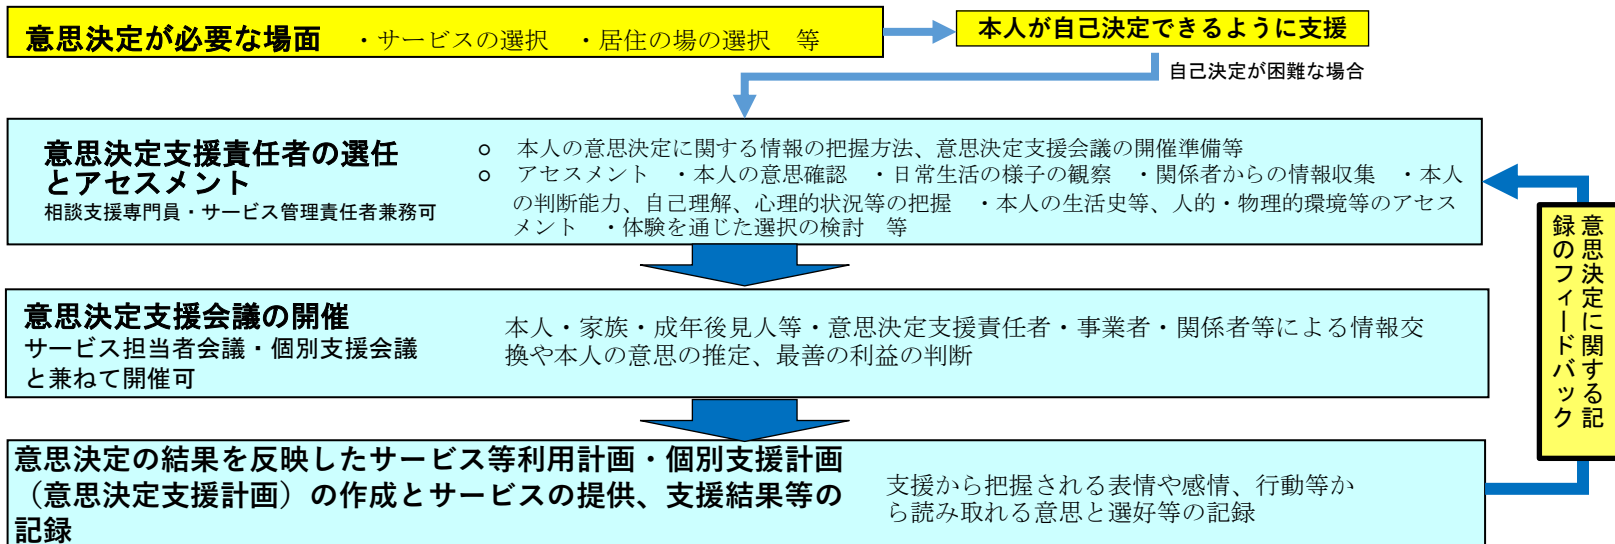 意思決定が必要な場面　・サービスの選択　・居住の場の選択　等
本人が自己決定できるように支援
自己決定が困難な場合
意思決定支援責任者の選任
とアセスメント
相談支援専門員・サービス管理責任者兼務可
○　本人の意思決定に関する情報の把握方法、意思決定支援会議の開催準備等
○　アセスメント　・本人の意思確認　・日常生活の様子の観察　・関係者からの情報収集　・本人
の判断能力、自己理解、心理的状況等の把握　・本人の生活史等、人的・物理的環境等のアセス
メント　・体験を通じた選択の検討　等
意思決定支援会議の開催
サービス担当者会議・個別支援会議
と兼ねて開催可
本人・家族・成年後見人等・意思決定支援責任者・事業者・関係者等による情報交
換や本人の意思の推定、最善の利益の判断
意思決定の結果を反映したサービス等利用計画・個別支援計画
（意思決定支援計画）の作成とサービスの提供、支援結果等の
記録
支援から把握される表情や感情、行動等か
ら読み取れる意思と選好等の記録
意思決定に関する記
録のフィードバック